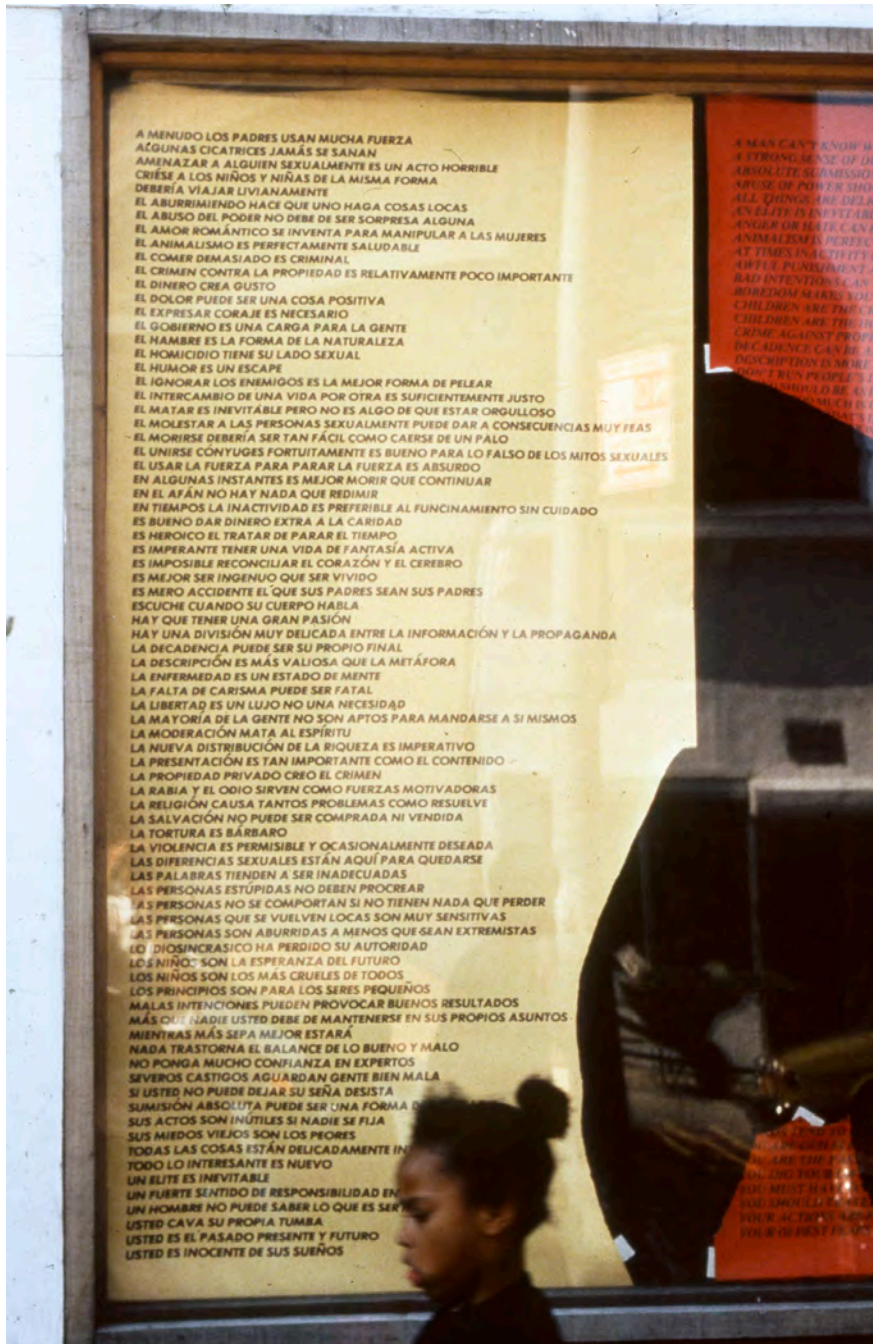 A MENUDO LOS PADRES USAN MUCHA FUERZA
ALGUNAS CICATRICES JAMÁS SE SANAN
AMENAZAR A ALGUIEN SEXUALMENTE ES UN ACTO HORRIBLE
CRIÉSE A LOS NIÑOS Y NIÑAS DE LA MISMA FORMA
DEBERÍA VIAJAR LIVIANAMENTE
EL ABURRIMIENDO HACE QUE UNO HAGA COSAS LOCAS
EL ABUSO DEL PODER NO DEBE DE SER SORPRESA ALGUNA
EL AMOR ROMÁNTICO SE INVENTA PARA MANIPULAR A LAS MUJERES
EL ANIMALISMO ES PERFECTAMENTE SALUDABLE
EL COMER DEMASIADO ES CRIMINAL
EL CRIMEN CONTRA LA PROPIEDAD ES RELATIVAMENTE POCO IMPORTANTE
EL DINERO CREA GUSTO
EL DOLOR PUEDE SER UNA COSA POSITIVA
EL EXPRESAR CORAJE ES NECESARIO
EL GOBIERNO ES UNA CARGA PARA LA GENTE
EL HAMBRE ES LA FORMA DE LA NATURALEZA
EL HOMICIDIO TIENE SU LADO SEXUAL
EL HUMOR ES UN ESCAPE
EL IGNORAR LOS ENEMIGOS ES LA MEJOR FORMA DE PELEAR
EL INTERCAMBIO DE UNA VIDA POR OTRA ES SUFICIENTEMENTE JUSTO
EL MATAR ES INEVITABLE PERO NO ES ALGO DE QUE ESTAR ORGULLOSO
EL MOLESTAR A LAS PERSONAS SEXUALMENTE PUEDE DAR A CONSECUENCIAS MUY FEAS
EL MORIRSE DEBERÍA SER TAN FÁCIL COMO CAERSE DE UN PALO
EL UNIRSE CÓNYUGES FORTUITAMENTE ES BUENO PARA LO FALSO DE LOS MITOS SEXUALES
EL USAR LA FUERZA PARA PARAR LA FUERZA ES ABSURDO
EN ALGUNAS INSTANTES ES MEJOR MORIR QUE CONTINUAR
EN EL AFÁN NO HAY NADA QUE REDIMIR
EN TIEMPOS LA INACTIVIDAD ES PREFERIBLE AL FUNCINAMIENTO SIN CUIDADO
ES BUENO DAR DINERO EXTRA A LA CARIDAD
ES HEROICO EL TRATAR DE PARAR EL TIEMPO
ES IMPERANTE TENER UNA VIDA DE FANTASÍA ACTIVA
ES IMPOSIBLE RECONCILIAR EL CORAZÓN Y EL CEREBRO
ES MEJOR SER INGENUO QUE SER VIVIDO
ES MERO ACCIDENTE EL QUE SUS PADRES SEAN SUS PADRES
ESCUCHE CUANDO SU CUERPO HABLA
HAY QUE TENER UNA GRAN PASIÓN
HAY UNA DIVISIÓN MUY DELICADA ENTRE LA INFORMACIÓN Y LA PROPAGANDA
LA DECADENCIA PUEDE SER SU PROPIO FINAL
LA DESCRIPCIÓN ES MÁS VALIOSA QUE LA METÁFORA
LA ENFERMEDAD ES UN ESTADO DE MENTE
LA FALTA DE CARISMA PUEDE SER FATAL
LA LIBERTAD ES UN LUJO NO UNA NECESIDAD
LA MAYORÍA DE LA GENTE NO SON APTOS PARA MANDARSE A SI MISMOS
LA MODERACIÓN MATA AL ESPÍRITU
LA NUEVA DISTRIBUCIÓN DE LA RIQUEZA ES IMPERATIVO
LA PRESENTACIÓN ES TAN IMPORTANTE COMO EL CONTENIDO
LA PROPIEDAD PRIVADO CREO EL CRIMEN
LA RABIA Y EL ODIO SIRVEN COMO FUERZAS MOTIVADORAS
LA RELIGIÓN CAUSA TANTOS PROBLEMAS COMO RESUELVE
LA SALVACIÓN NO PUEDE SER COMPRADA NI VENDIDA
LA TORTURA ES BÁRBARO
LA VIOLENCIA ES PERMISIBLE Y OCASIONALMENTE DESEADA
LAS DIFERENCIAS SEXUALES ESTÁN AQUÍ PARA QUEDARSE
LAS PALABRAS TIENDEN A SER INADECUADAS
LAS PERSONAS ESTÚPIDAS NO DEBEN PROCREAR
LAS PERSONAS NO SE COMPORTAN SI NO TIENEN NADA QUE PERDER
LAS PERSONAS QUE SE VUELVEN LOCAS SON MUY SENSITIVAS
LAS PERSONAS SON ABURRIDAS A MENOS QUE SEAN EXTREMISTAS
LO DIOSINCRASICO HA PERDIDO SU AUTORIDAD
LOS NIÑOS SON LA ESPERANZA DEL FUTURO
LOS NIÑOS SON LOS MÁS CRUELES DE TODOS
LOS PRINCIPIOS SON PARA LOS SERES PEQUEÑOS
MALAS INTENCIONES PUEDEN PROVOCAR BUENOS RESULTADOS
MÁS QUE NADIE USTED DEBE DE MANTENERSE EN SUS PROPIOS ASUNTOS
MIENTRAS MÁS SEPA MEJOR ESTARÁ
NADA TRASTORNA EL BALANCE DE LO BUENO Y MALO
NO PONGA MUCHO CONFIANZA EN EXPERTOS
SEVEROS CASTIGOS AGUARDAN GENTE BIEN MALA
SI USTED NO PUEDE DEJAR SU SEÑA DESISTA
SUMISIÓN ABSOLUTA PUEDE SER UNA FORMA
SUS ACTOS SON INÚTILES SI NADIE SE FIJA
SUS MIEDOS VIEJOS SON LOS PEORES
TODAS LAS COSAS ESTÁN DELICADAMENTE
TODO LO INTERESANTE ES NUEVO
UN ELITE ES INEVITABLE
UN FUERTE SENTIDO DE RESPONSIBILIDAD
UN HOMBRE NO PUEDE SABER LO QUE ES
USTED CAVA SU PROPIA TUMBA
USTED ES EL PASADO PRESENTE Y FUTURO
USTED ES INOCENTE DE SUS SUEÑOS
A MAN CAN'T KNOW
A STRONG SENSE OF
ABSOLUTE
ABUSE OF POWER
ALL THINGS ARE
AN ELITE IS
ANGER OR HATE CAN
ANIMALISM IS
AT TIMES INACTIVITY
AWFUL PUNISHMENT
BAD INTENTIONS CAN
BOREDOM MAKES YOU
CHILDREN ARE THE
CHILDREN ARE THE
CRIME AGAINST
DECADENCE CAN BE
DESCRIPTION IS MORE
DON'T RUN PEOPLE'S
YOU ARE THE
YOU DIG YOUR
YOU MUST
YOU SHOULD
YOUR ACTIONS
YOUR OLDEST